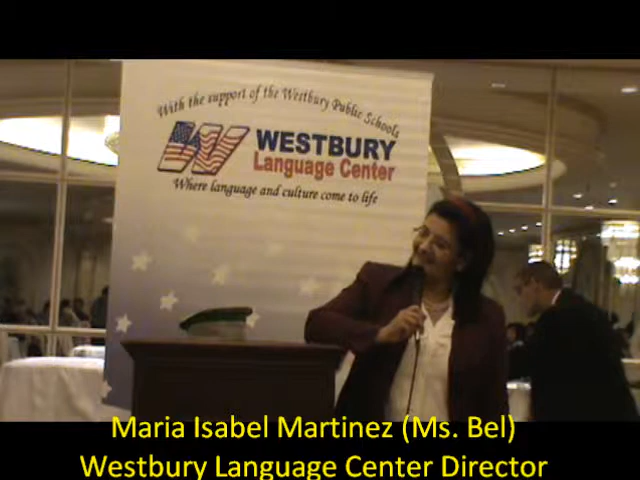 With the support of the Westbury Public Schools
W
WESTBURY
Language Center
Where language and culture come to life
Maria Isabel Martinez (Ms. Bel)
Westbury Language Center Director